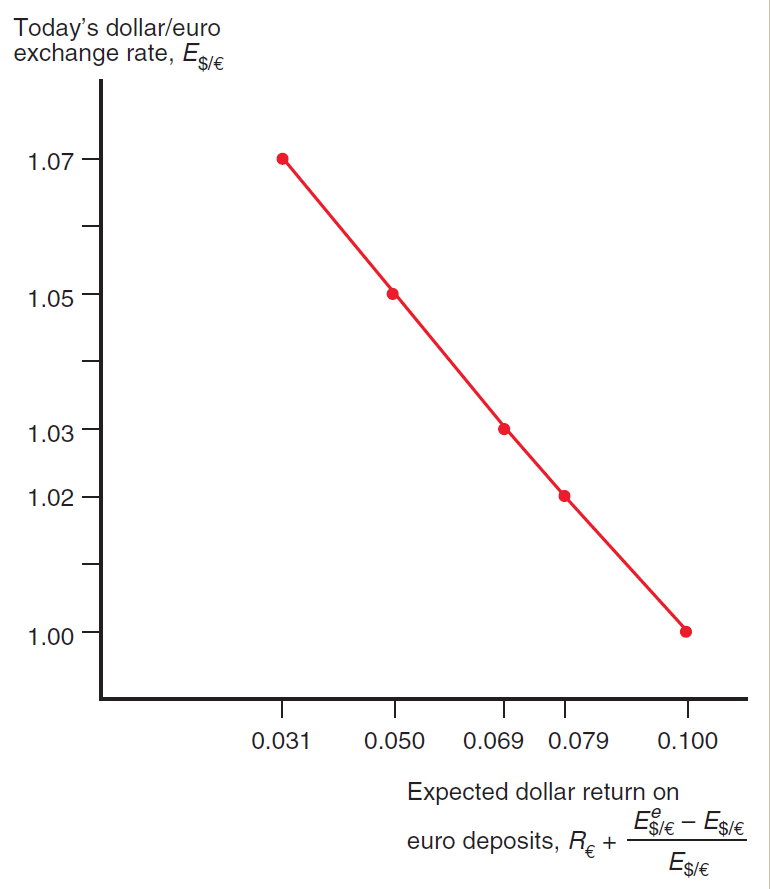 Today’s dollar/euro
exchange rate, E$/€
1.07
1.05
1.03
1.02
1.00
0.031 0.050 0.069 0.079 0.100
Expected dollar return on
euro deposits, R€ + (Eᵉ$/€ – E$/€) / E$/€